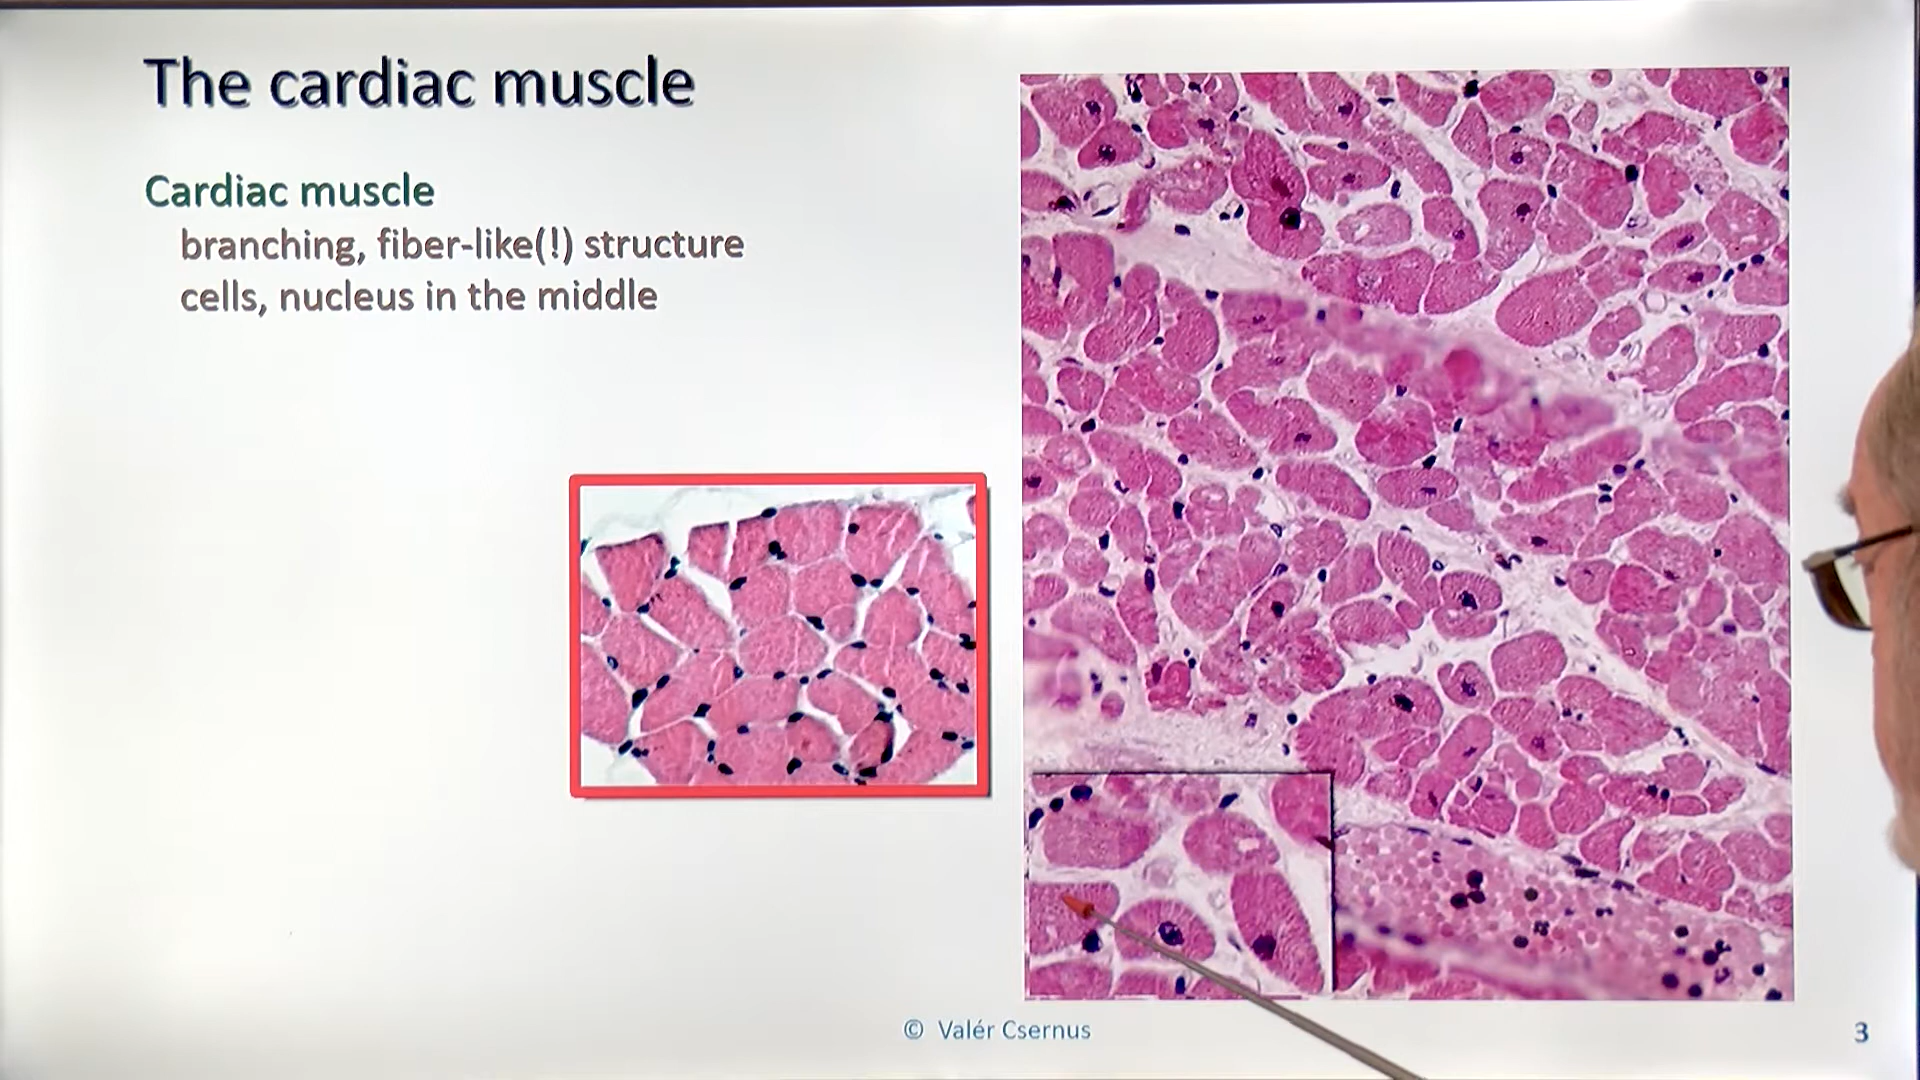 The cardiac muscle
Cardiac muscle
branching, fiber-like(!) structure
cells, nucleus in the middle
© Valér Csernus
3